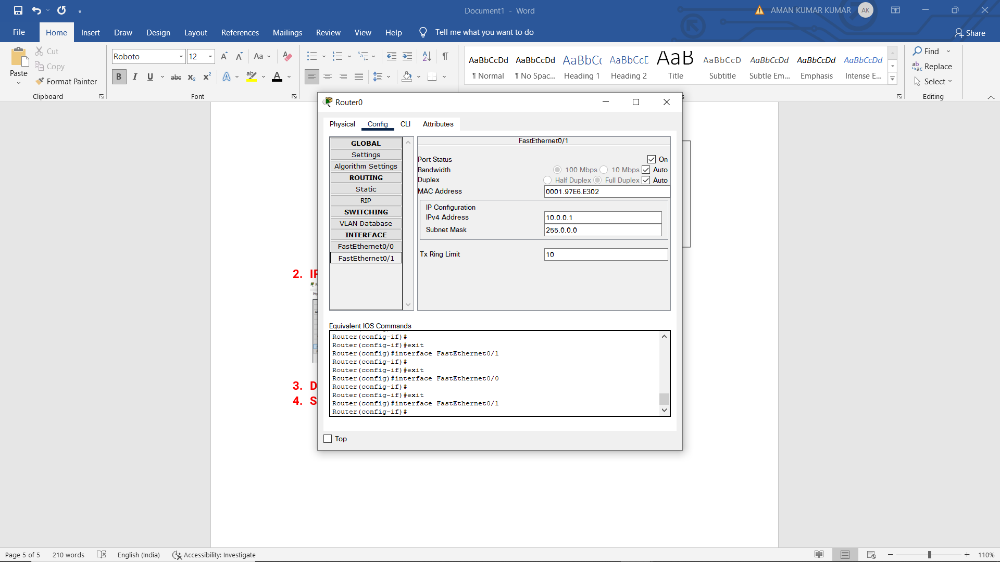 Document1 - Word
AMAN KUMAR KUMAR
AK
File
Home
Insert
Draw
Design
Layout
References
Mailings
Review
View
Help
Tell me what you want to do
Share
Paste
Cut
Copy
Format Painter
Clipboard
Roboto
12
Aa
B I U abc x₂ x² A ab A
Font
AaBbCcDd
¶ Normal
AaBbCcDd
¶ No Spac...
AaBbCc
Heading 1
AaBbCcD
Heading 2
AaB
Title
AaBbCcD
Subtitle
AaBbCcDd
Subtle Em...
AaBbCcDd
Emphasis
AaBbCcDd
Intense E...
Find
Replace
Select
Editing
Router0
Physical
Config
CLI
Attributes
GLOBAL
Settings
Algorithm Settings
ROUTING
Static
RIP
SWITCHING
VLAN Database
INTERFACE
FastEthernet0/0
FastEthernet0/1
FastEthernet0/1
Port Status
On
Bandwidth
100 Mbps
10 Mbps
Auto
Duplex
Half Duplex
Full Duplex
Auto
MAC Address
0001.97E6.E302
IP Configuration
IPv4 Address
10.0.0.1
Subnet Mask
255.0.0.0
Tx Ring Limit
10
Equivalent IOS Commands
Router(config-if)#
Router(config-if)#exit
Router(config)#interface FastEthernet0/1
Router(config-if)#
Router(config-if)#exit
Router(config)#interface FastEthernet0/0
Router(config-if)#
Router(config-if)#exit
Router(config)#interface FastEthernet0/1
Router(config-if)#
Top
2. IP
3. D
4. S
Page 5 of 5
210 words
English (India)
Accessibility: Investigate
110%